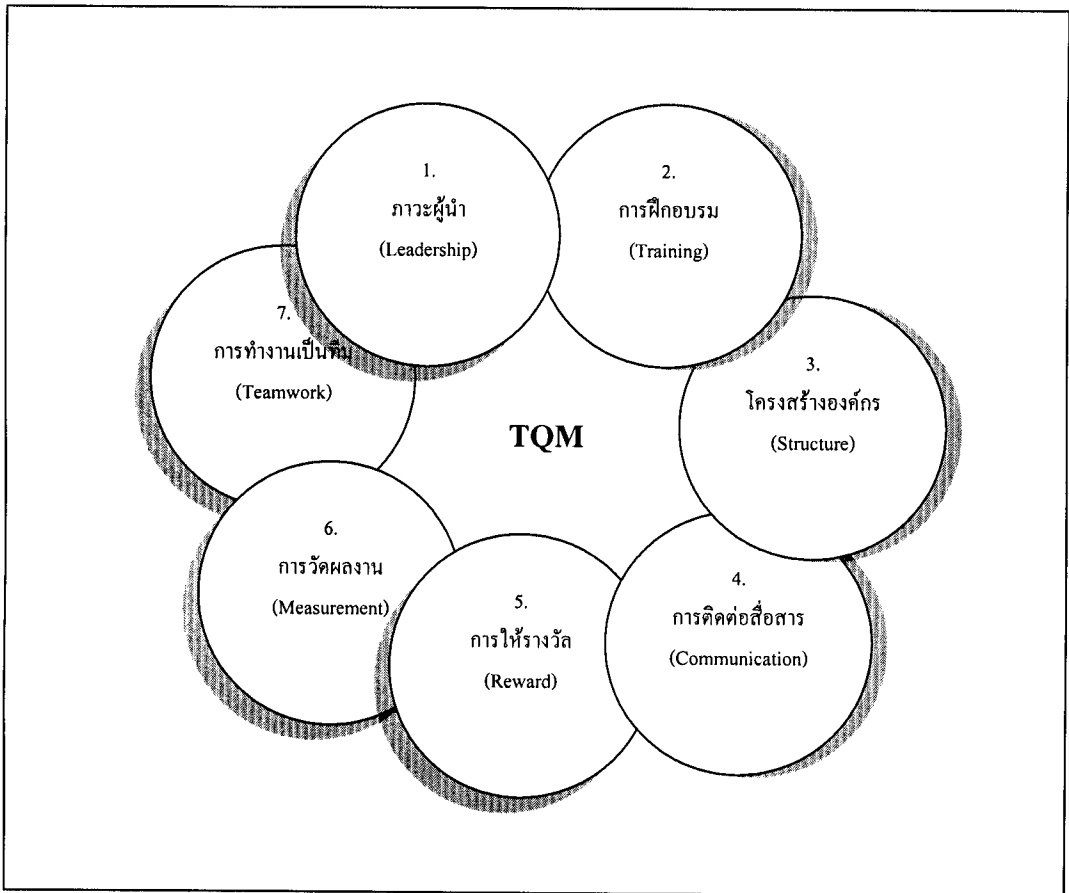 1.
ภาวะผู้นำ
(Leadership)
2.
การฝึกอบรม
(Training)
3.
โครงสร้างองค์กร
(Structure)
4.
การติดต่อสื่อสาร
(Communication)
5.
การให้รางวัล
(Reward)
6.
การวัดผลงาน
(Measurement)
7.
การทำงานเป็นทีม
(Teamwork)
TQM